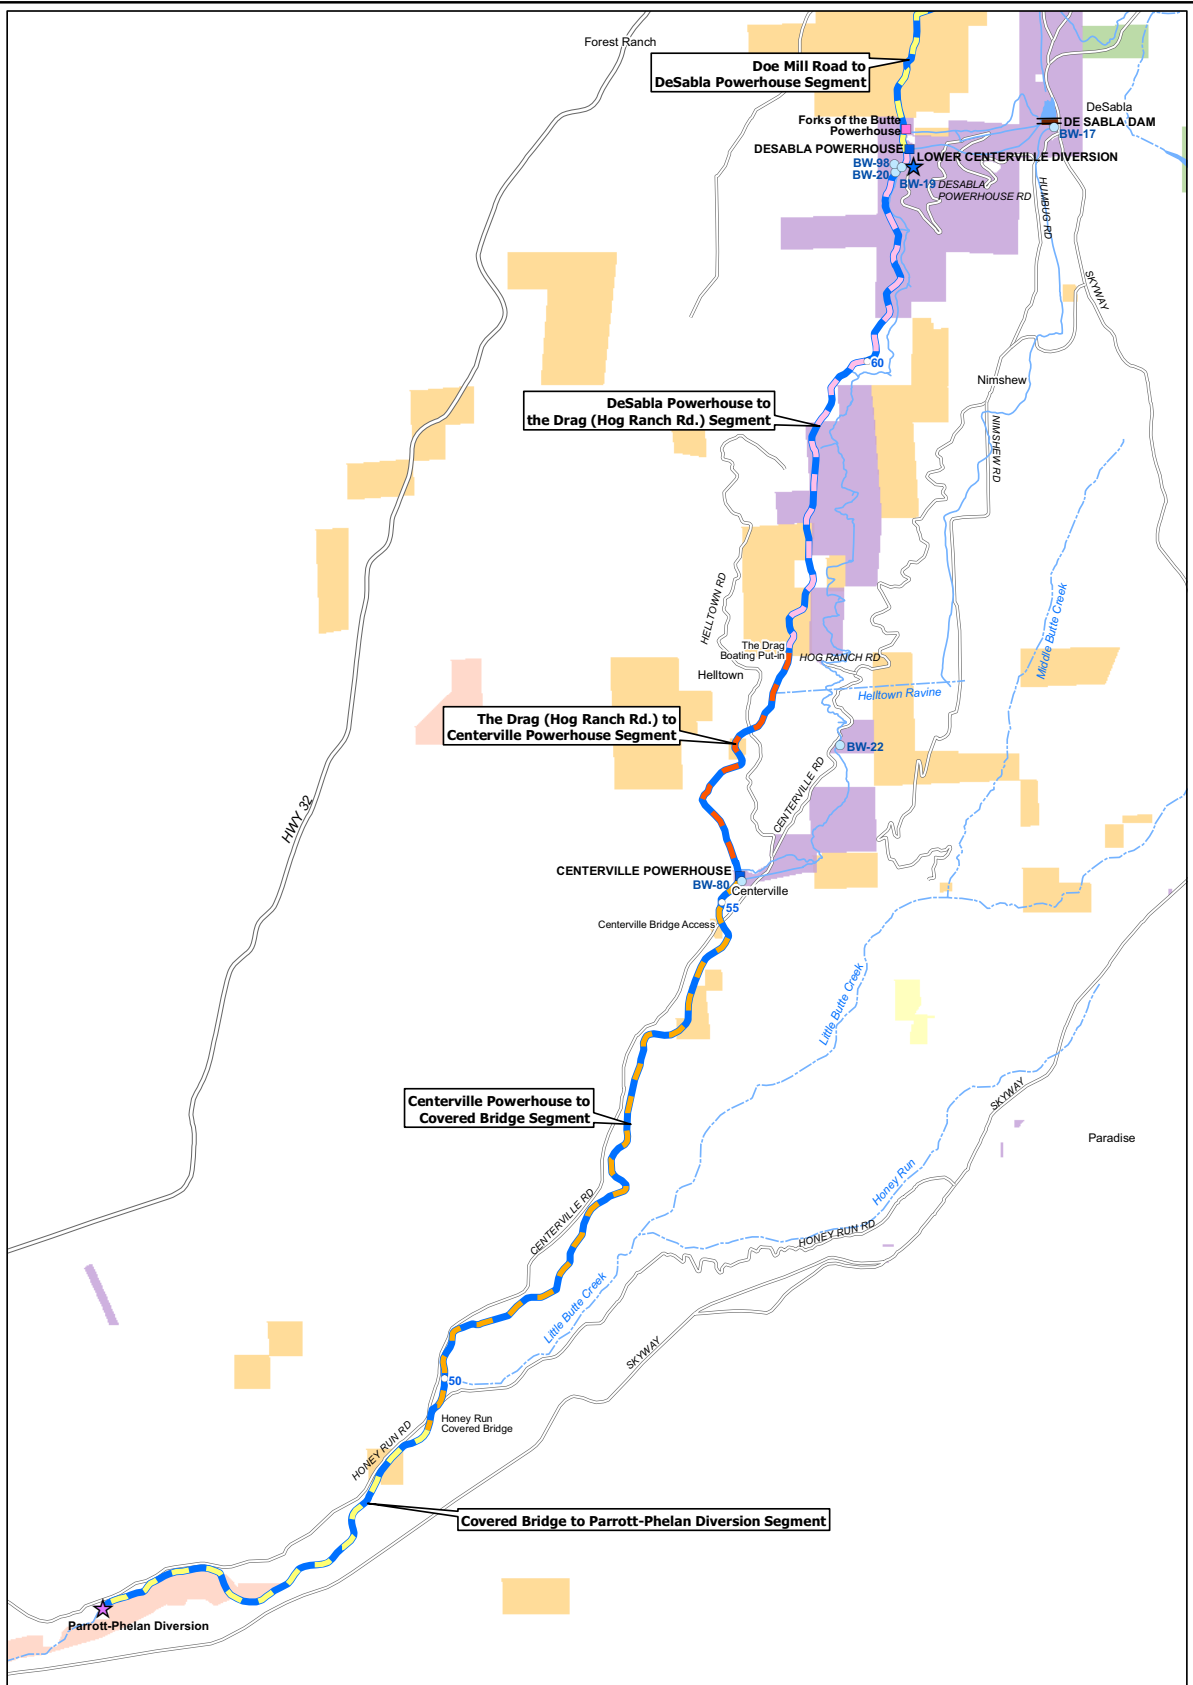 Forest Ranch
Doe Mill Road to
DeSabla Powerhouse Segment
DeSabla
Forks of the Butte
Powerhouse
DE SABLA DAM
BW-17
DESABLA POWERHOUSE
LOWER CENTERVILLE DIVERSION
BW-98
BW-20
BW-19
DESABLA
POWERHOUSE RD
HUMBUG RD
SKYWAY
60
Nimshew
DeSabla Powerhouse to
the Drag (Hog Ranch Rd.) Segment
NIMSHEW RD
HELLTOWN RD
Middle Butte Creek
The Drag
Boating Put-in
HOG RANCH RD
Helltown
Helltown Ravine
The Drag (Hog Ranch Rd.) to
Centerville Powerhouse Segment
BW-22
HWY 32
CENTERVILLE RD
CENTERVILLE POWERHOUSE
BW-80
Centerville
55
Centerville Bridge Access
Little Butte Creek
SKYWAY
Centerville Powerhouse to
Covered Bridge Segment
Paradise
Honey Run
CENTERVILLE RD
HONEY RUN RD
Little Butte Creek
SKYWAY
50
Honey Run
Covered Bridge
HONEY RUN RD
Covered Bridge to Parrott-Phelan Diversion Segment
Parrott-Phelan Diversion